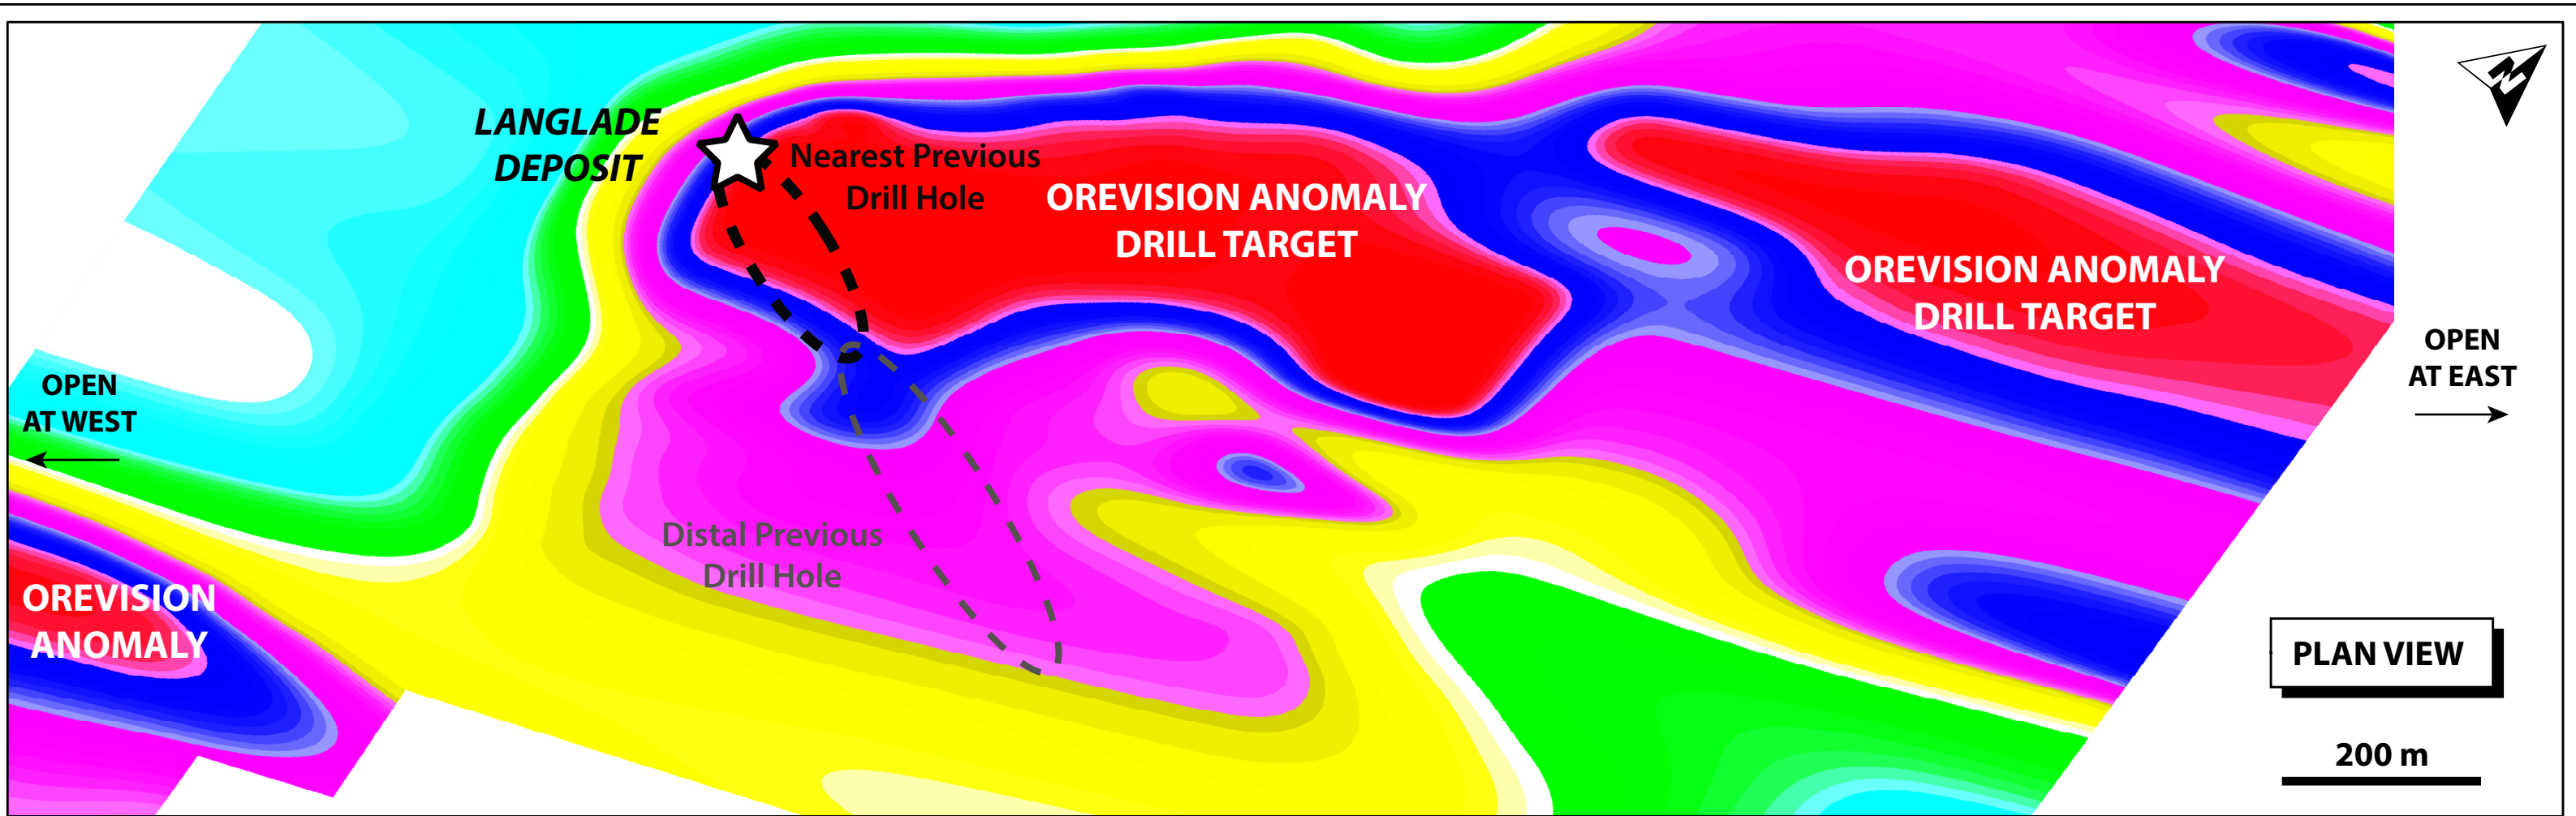 LANGLADE
DEPOSIT
Nearest Previous
Drill Hole
OREVISION ANOMALY
DRILL TARGET
OREVISION ANOMALY
DRILL TARGET
N
OPEN
AT EAST
OPEN
AT WEST
Distal Previous
Drill Hole
OREVISION
ANOMALY
PLAN VIEW
200 m